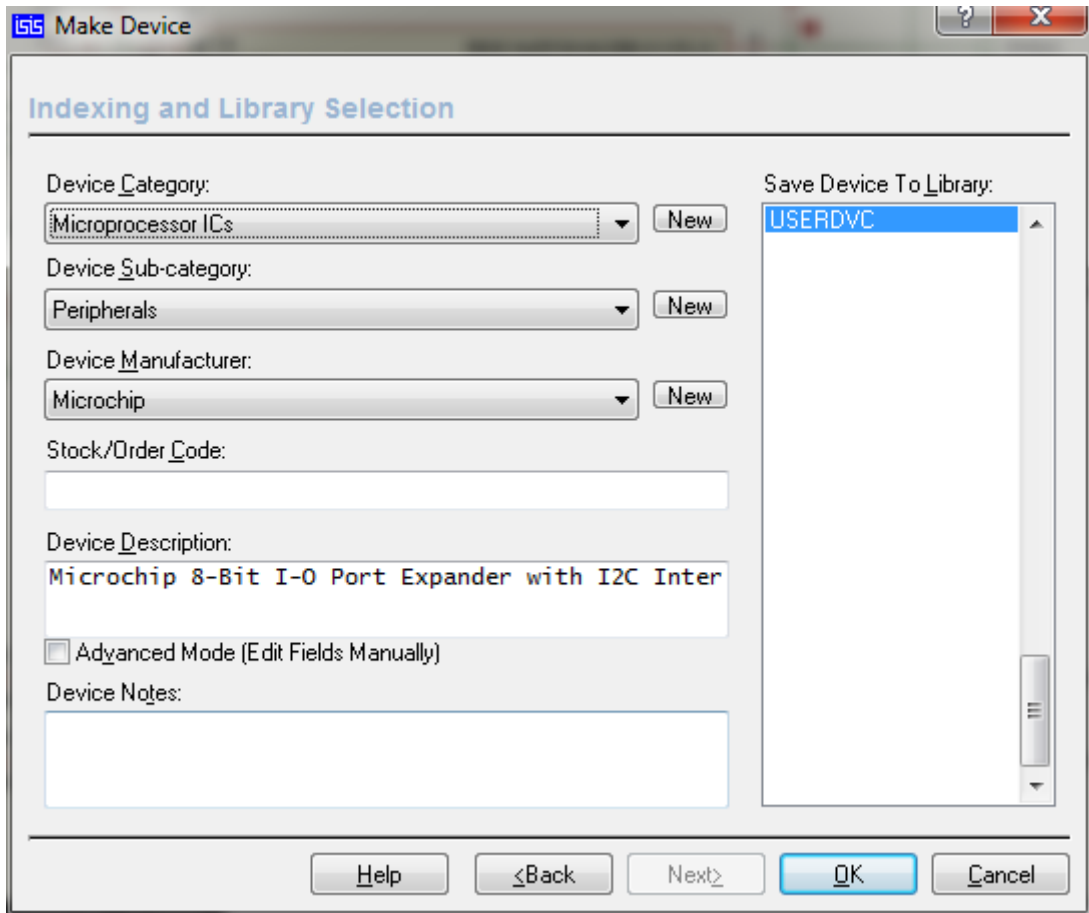 isis Make Device
?
X
Indexing and Library Selection
Device Category:
Microprocessor ICs
New
Device Sub-category:
Peripherals
New
Device Manufacturer:
Microchip
New
Stock/Order Code:
Device Description:
Microchip 8-Bit I-O Port Expander with I2C Inter
Advanced Mode (Edit Fields Manually)
Device Notes:
Save Device To Library:
USERDVC
Help
<Back
Next>
OK
Cancel